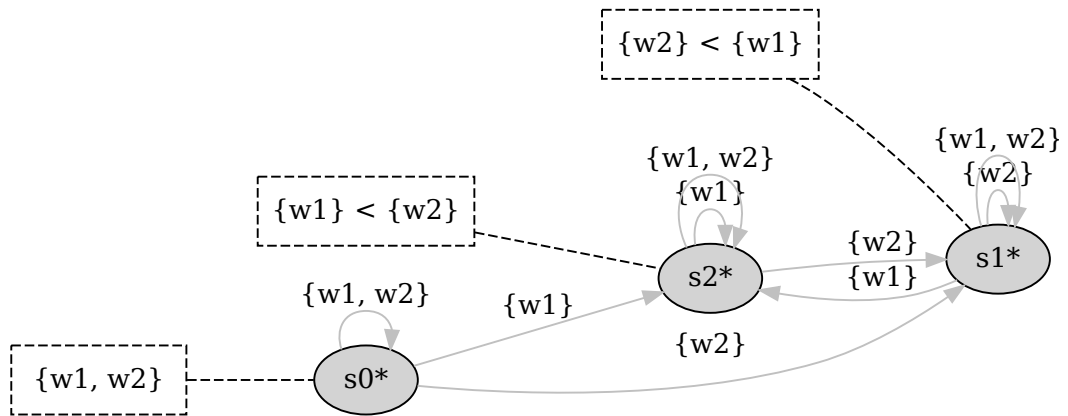 {w2} < {w1}
{w1, w2}
{w2}
{w1, w2}
{w1}
{w1} < {w2}
{w2}
s1*
s2*
{w1}
{w1, w2}
{w1}
{w2}
{w1, w2}
s0*